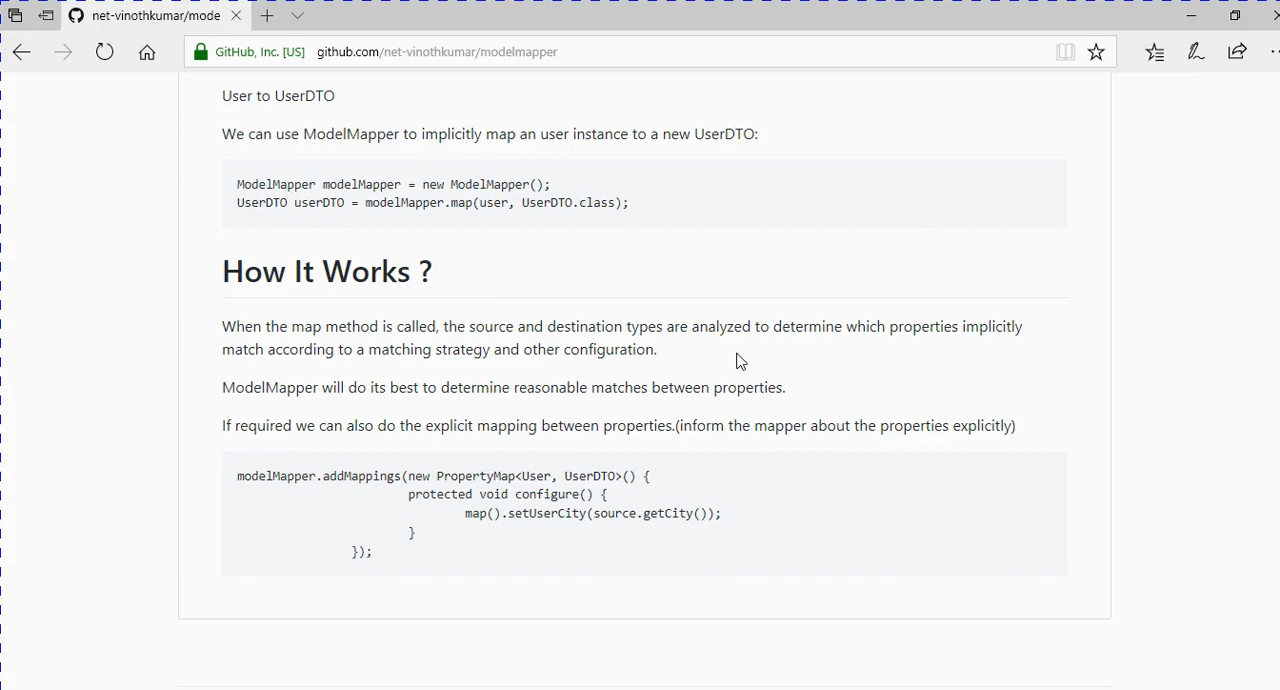 net-vinothkumar/mode
GitHub, Inc. [US] github.com/net-vinothkumar/modelmapper
User to UserDTO
We can use ModelMapper to implicitly map an user instance to a new UserDTO:
ModelMapper modelMapper = new ModelMapper();
UserDTO userDTO = modelMapper.map(user, UserDTO.class);
How It Works ?
When the map method is called, the source and destination types are analyzed to determine which properties implicitly
match according to a matching strategy and other configuration.
ModelMapper will do its best to determine reasonable matches between properties.
If required we can also do the explicit mapping between properties.(inform the mapper about the properties explicitly)
modelMapper.addMappings(new PropertyMap<User, UserDTO>() {
protected void configure() {
map().setUserCity(source.getCity());
}
});